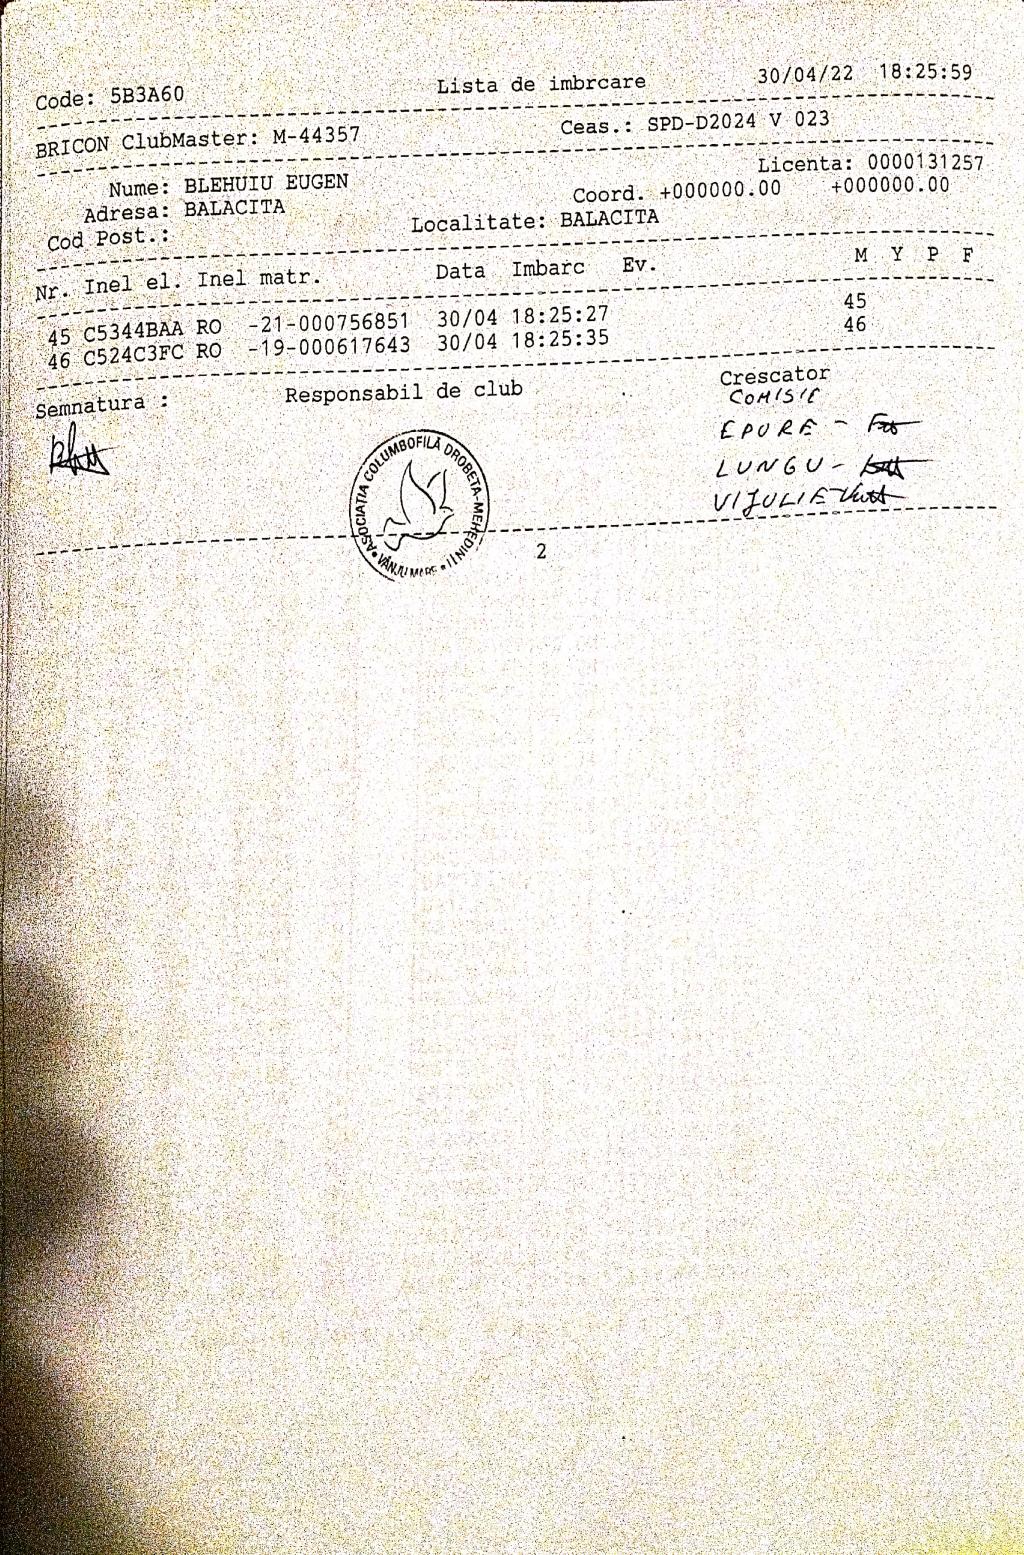 Code: 5B3A60 Lista de imbrcare 30/04/22 18:25:59
BRICON ClubMaster: M-44357 Ceas.: SPD-D2024 V 023
Nume: BLEHUIU EUGEN Licenta: 0000131257
Adresa: BALACITA Coord. +000000.00 +000000.00
Cod Post.: Localitate: BALACITA
Nr. Inel el. Inel matr. Data Imbarc Ev. M Y P F
45 C5344BAA RO -21-000756851 30/04 18:25:27 45
46 C524C3FC RO -19-000617643 30/04 18:25:35 46
Semnatura : Responsabil de club Crescator
COMISIE
EPURE -
LUNGU -
VIJULIE
ASOCIAȚIA COLUMBOFILĂ DROBETA-MEHEDINȚI
VÂNJU MARE
2